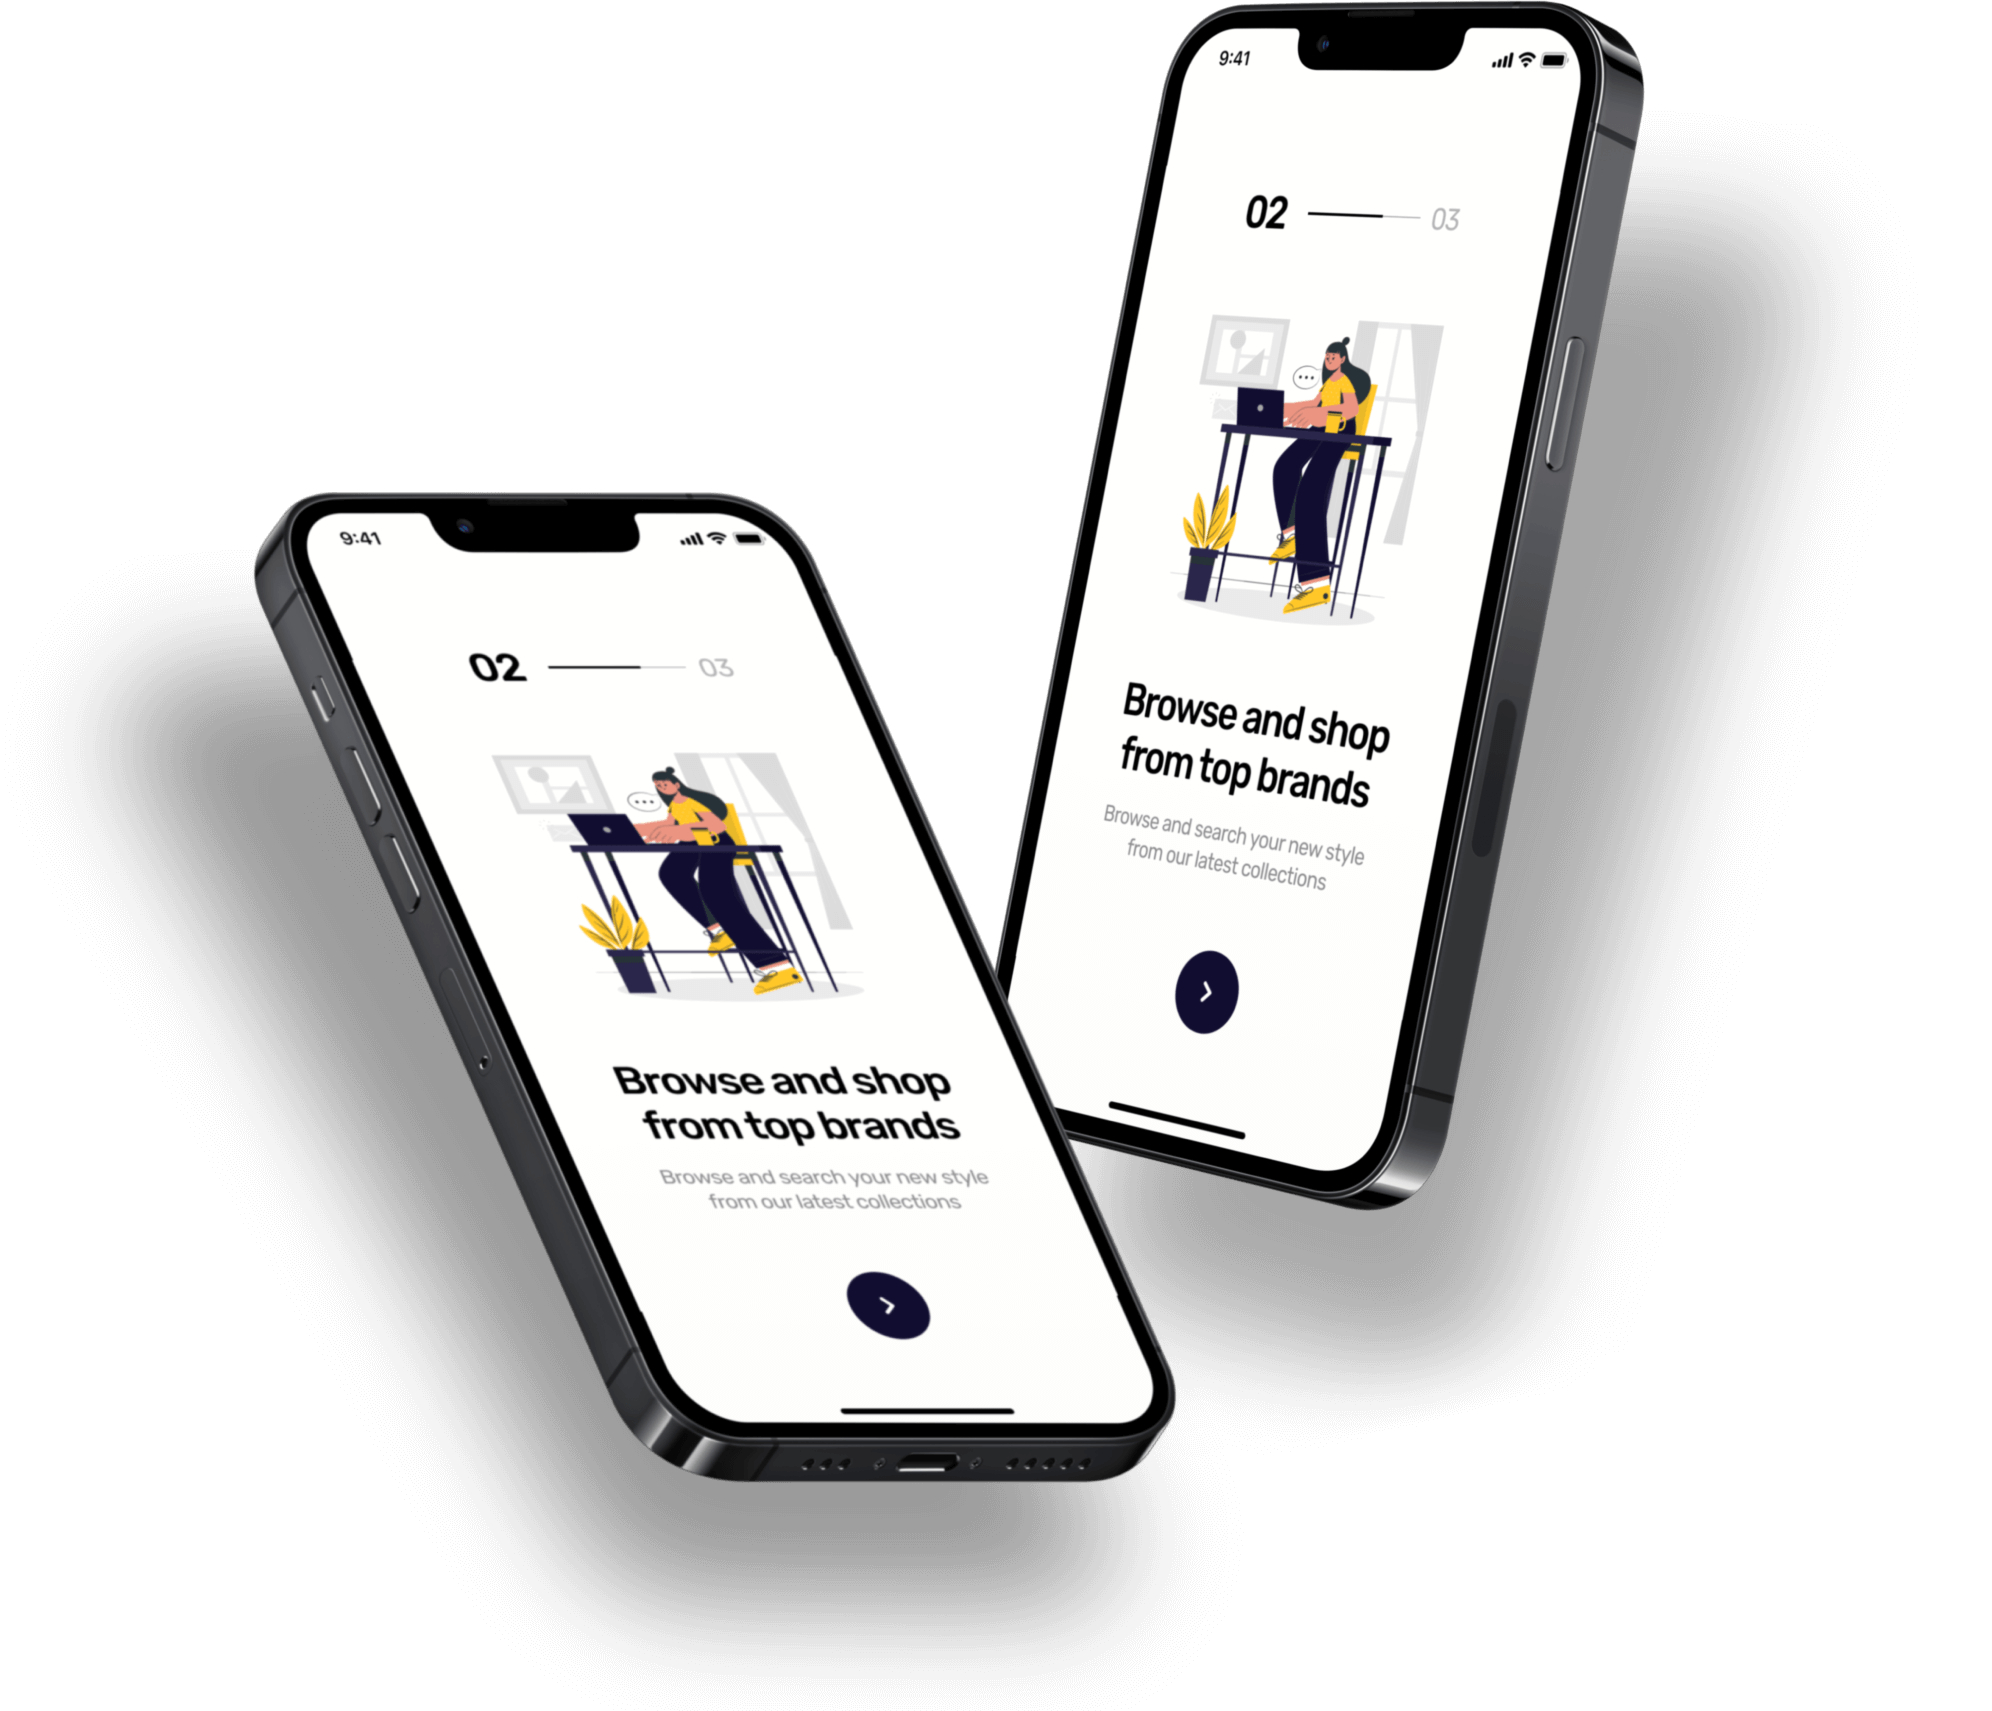 9:41
02 03
Browse and shop
from top brands
Browse and search your new style
from our latest collections
9:41
02 03
Browse and shop
from top brands
Browse and search your new style
from our latest collections